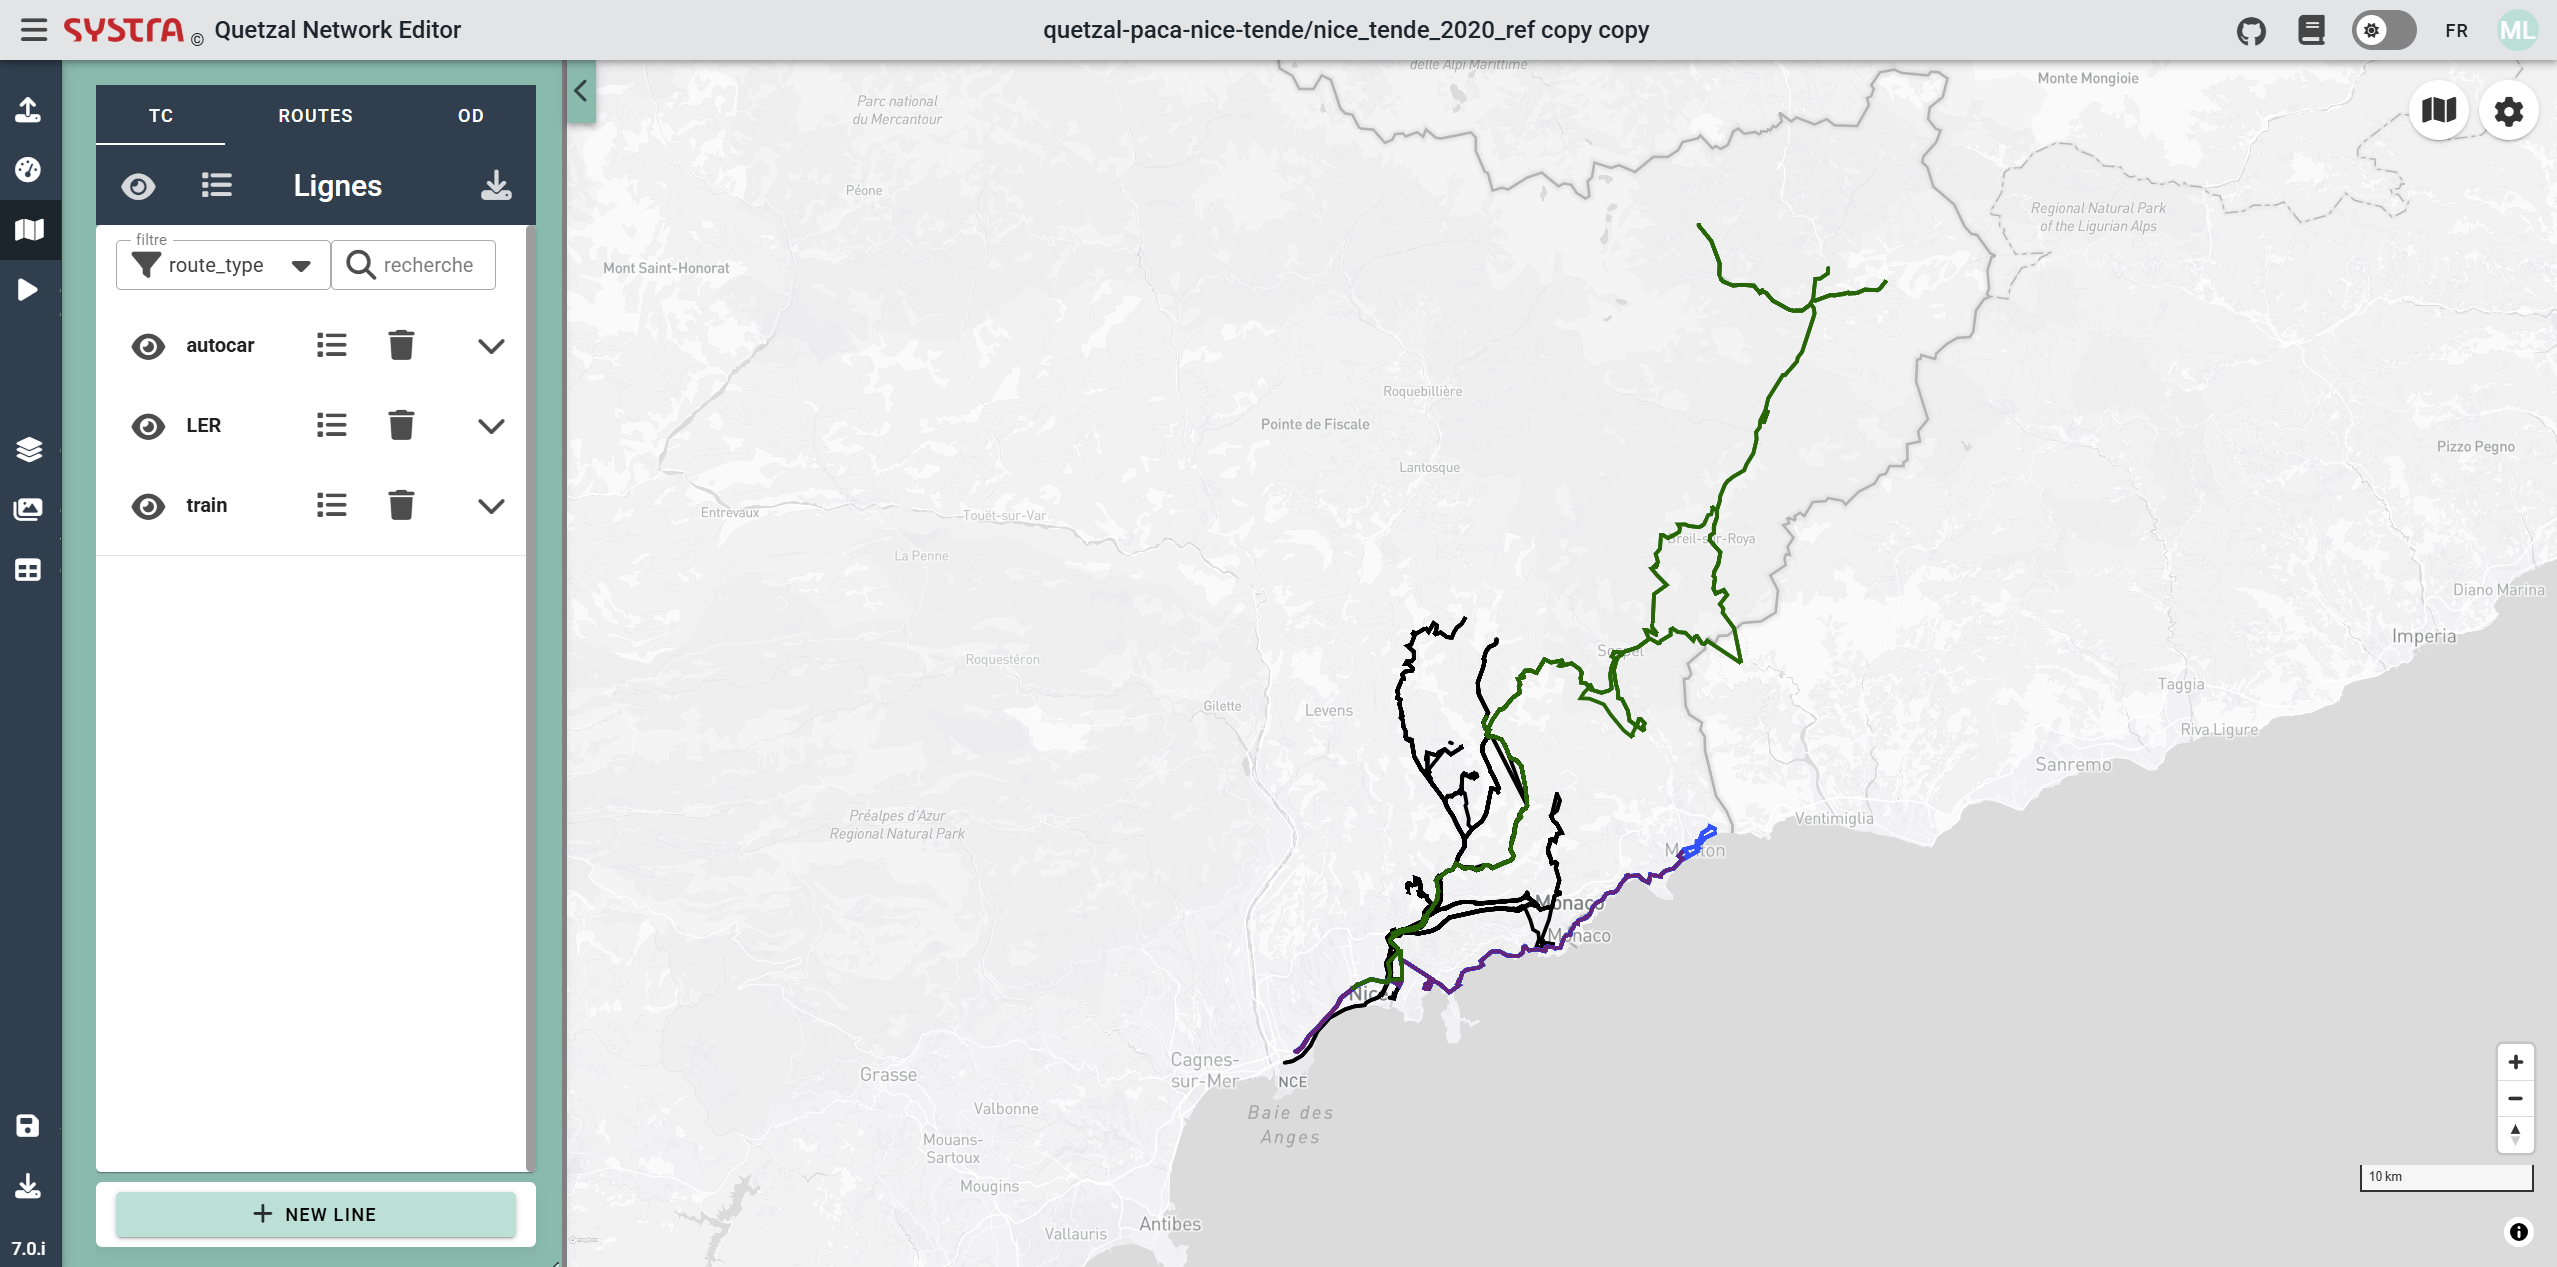 SYSTRA © Quetzal Network Editor
quetzal-paca-nice-tende/nice_tende_2020_ref copy copy
FR
ML
TC
ROUTES
OD
Lignes
filtre
route_type
recherche
autocar
LER
train
+ NEW LINE
7.0.i
delle Alpi Marittime
Monte Mongioie
Parc national
du Mercantour
Péone
Regional Natural Park
of the Ligurian Alps
Mont Saint-Honorat
Roquebillière
Pointe de Fiscale
Pizzo Pegno
Lantosque
Entrevaux
Touët-sur-Var
Breil-sur-Roya
La Penne
Diano Marina
Imperia
Sospel
Roquestéron
Taggia
Gilette
Levens
Riva Ligure
Sanremo
Préalpes d'Azur
Regional Natural Park
Ventimiglia
Menton
Monaco
Monaco
Nice
Cagnes-
sur-Mer
Grasse
NCE
Valbonne
Baie des
Anges
Mouans-
Sartoux
Mougins
10 km
Antibes
Vallauris